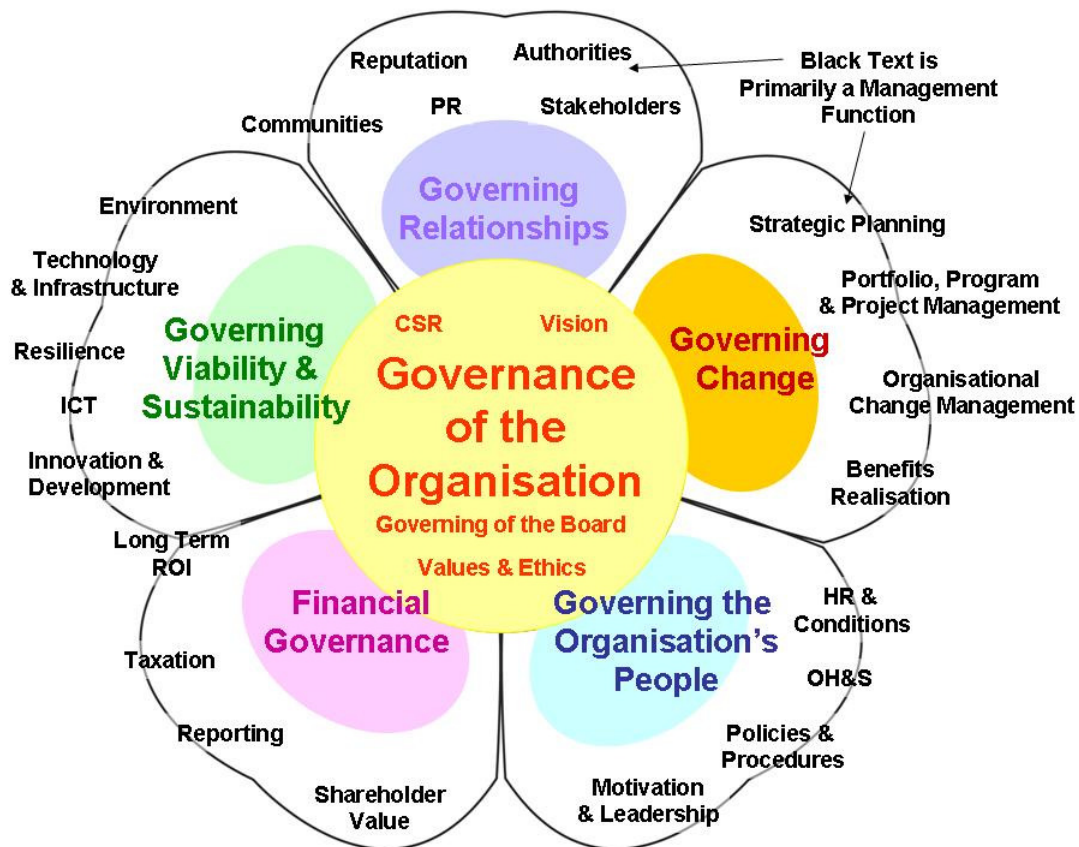 Reputation
Authorities
PR
Stakeholders
Communities
Black Text is
Primarily a Management
Function
Governing
Relationships
Environment
Technology
& Infrastructure
Resilience
ICT
Innovation &
Development
Governing
Viability &
Sustainability
CSR
Vision
Governance
of the
Organisation
Governing of the Board
Values & Ethics
Governing
Change
Strategic Planning
Portfolio, Program
& Project Management
Organisational
Change Management
Benefits
Realisation
Long Term
ROI
Taxation
Reporting
Shareholder
Value
Financial
Governance
Governing the
Organisation's
People
HR &
Conditions
OH&S
Policies &
Procedures
Motivation
& Leadership